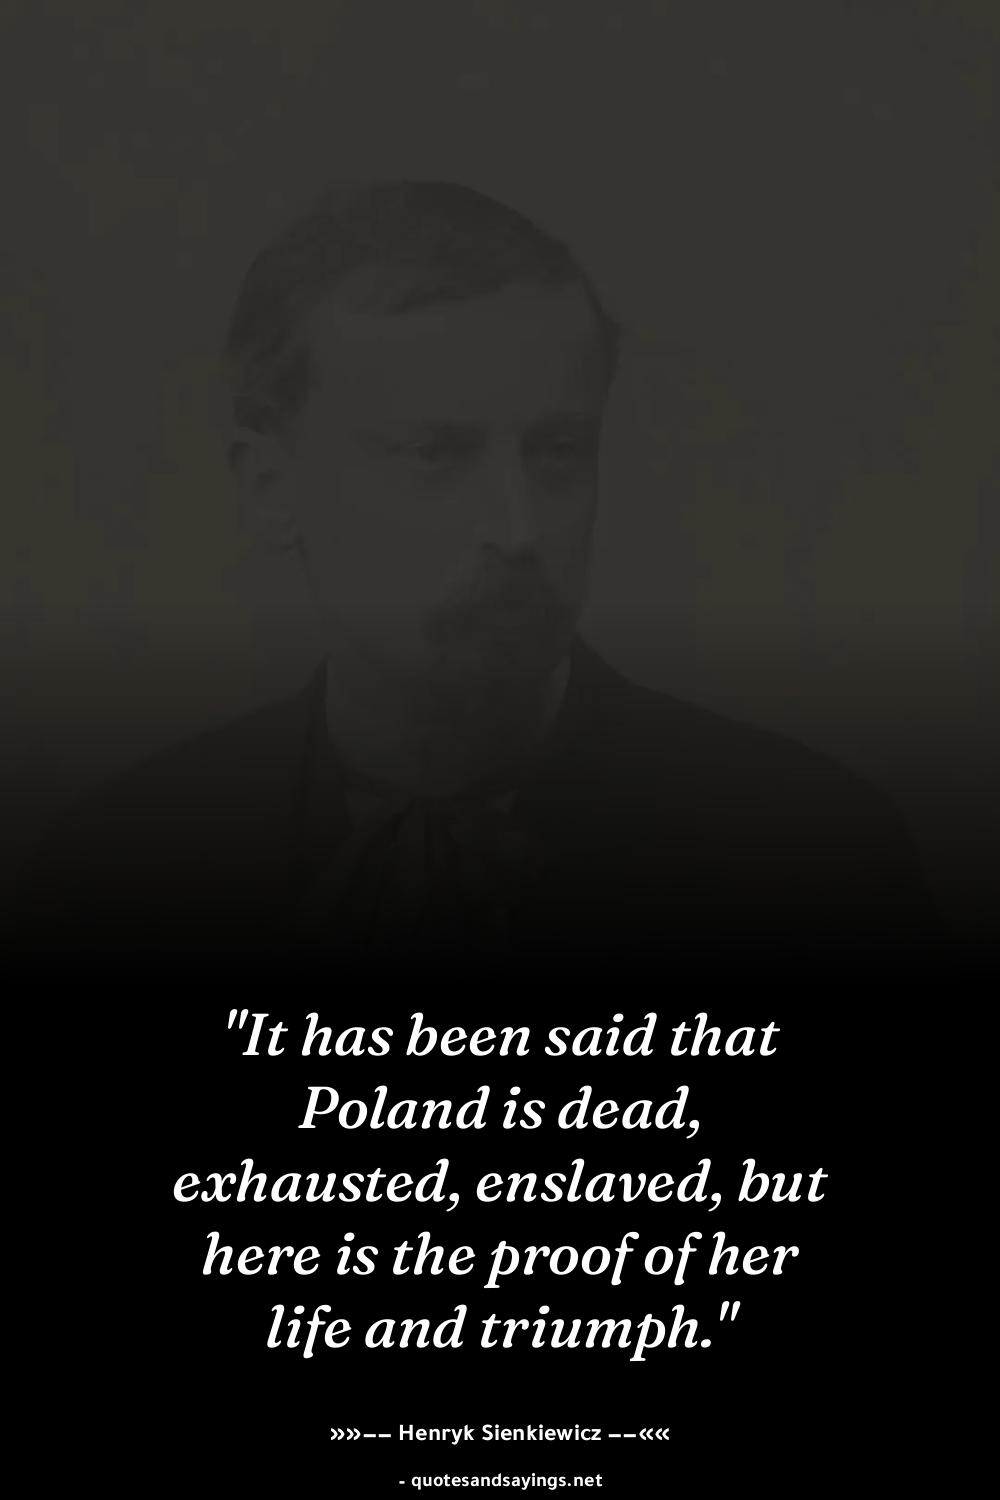 "It has been said that
Poland is dead,
exhausted, enslaved, but
here is the proof of her
life and triumph."
»»−− Henryk Sienkiewicz −−««
- quotesandsayings.net